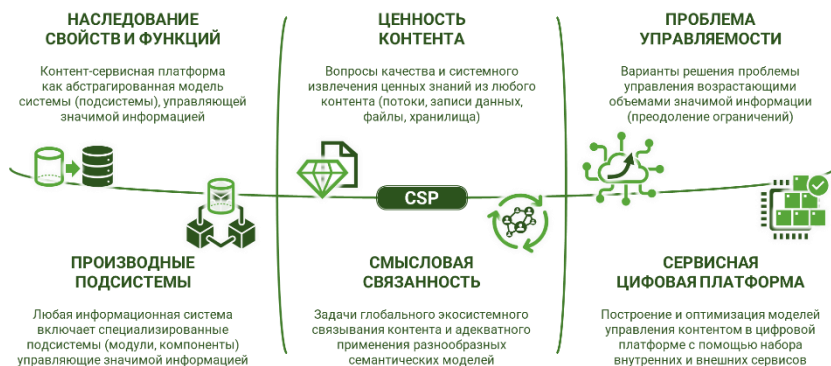 НАСЛЕДОВАНИЕ
СВОЙСТВ И ФУНКЦИЙ
Контент-сервисная платформа
как абстрагированная модель
системы (подсистемы), управляющей
значимой информацией
ЦЕННОСТЬ
КОНТЕНТА
Вопросы качества и системного
извлечения ценных знаний из любого
контента (потоки, записи данных,
файлы, хранилища)
ПРОБЛЕМА
УПРАВЛЯЕМОСТИ
Варианты решения проблемы
управления возрастающими
объемами значимой информации
(преодоление ограничений)
CSP
ПРОИЗВОДНЫЕ
ПОДСИСТЕМЫ
Любая информационная система
включает специализированные
подсистемы (модули, компоненты)
управляющие значимой информацией
СМЫСЛОВАЯ
СВЯЗАННОСТЬ
Задачи глобального экосистемного
связывания контента и адекватного
применения разнообразных
семантических моделей
СЕРВИСНАЯ
ЦИФОВАЯ ПЛАТФОРМА
Построение и оптимизация моделей
управления контентом в цифровой
платформе с помощью набора
внутренних и внешних сервисов